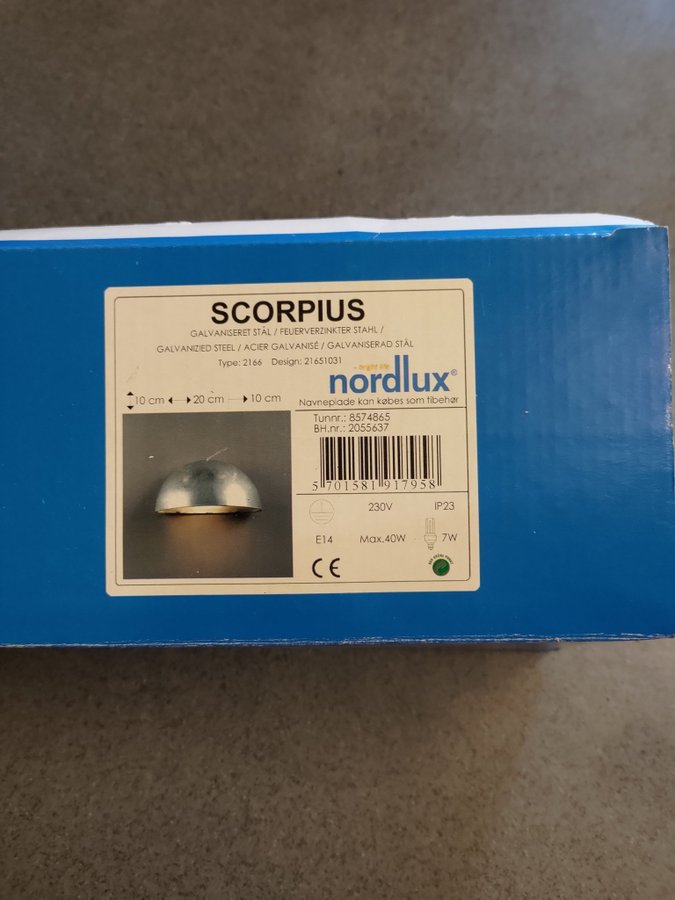 SCORPIUS
GALVANISERET STÅL / FEUERVERZINKTER STAHL /
GALVANIZIED STEEL / ACIER GALVANISÉ / GALVANISERAD STÅL
Type: 2166 Design: 21651031
bright life
nordlux®
Navneplade kan købes som tibehør
10 cm 20 cm 10 cm
Tunnr.: 8574865
BH.nr.: 2055637
5 701581 917958
230V IP23
E14 Max.40W 7W
CE